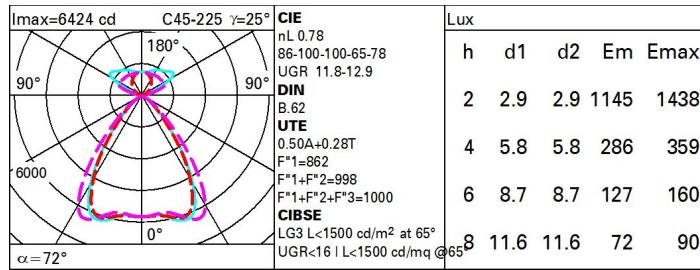 Imax=6424 cd C45-225 γ=25°
180°
90° 90°
6000
0°
α=72°
CIE
nL 0.78
86-100-100-65-78
UGR 11.8-12.9
DIN
B.62
UTE
0.50A+0.28T
F"1=862
F"1+F"2=998
F"1+F"2+F"3=1000
CIBSE
LG3 L<1500 cd/m² at 65°
UGR<16 | L<1500 cd/mq @65°
Lux
h d1 d2 Em Emax
2 2.9 2.9 1145 1438
4 5.8 5.8 286 359
6 8.7 8.7 127 160
8 11.6 11.6 72 90